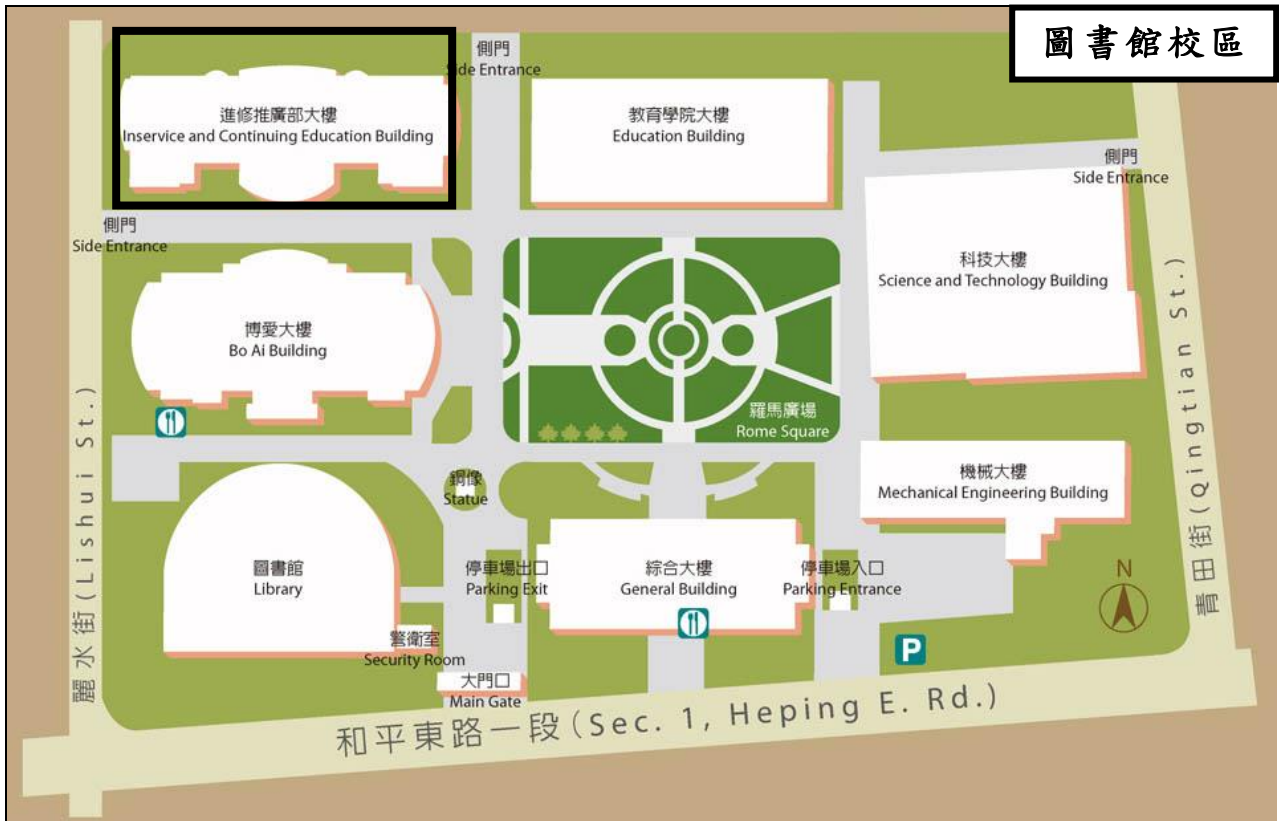 圖書館校區
側門
Side Entrance
進修推廣部大樓
Inservice and Continuing Education Building
教育學院大樓
Education Building
側門
Side Entrance
側門
Side Entrance
科技大樓
Science and Technology Building
博愛大樓
Bo Ai Building
羅馬廣場
Rome Square
銅像
Statue
機械大樓
Mechanical Engineering Building
圖書館
Library
停車場出口
Parking Exit
綜合大樓
General Building
停車場入口
Parking Entrance
N
警衛室
Security Room
P
大門口
Main Gate
麗水街(Lishui St.)
青田街(Qingtian St.)
和平東路一段(Sec. 1, Heping E. Rd.)